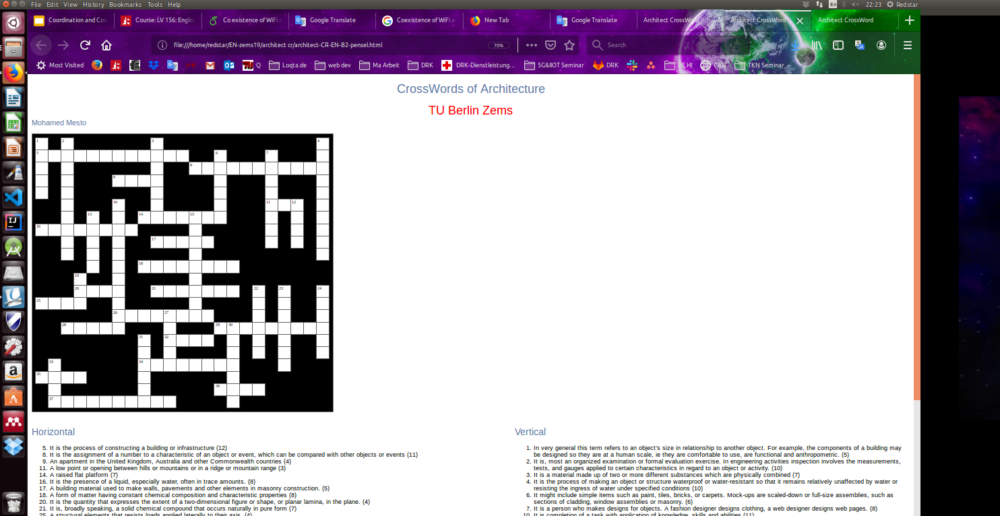 File Edit View History Bookmarks Tools Help
En
22:23
Redstar
Coordination and Coe
Course: LV 156: Englis
Co existence of WiFi a
Google Translate
Coexistence of WiFi an
New Tab
Google Translate
Architect CrossWord
Architect CrossWord
Architect CrossWord
file:///home/redstar/EN-zems19/architect cr/architect-CR-EN-B2-pensel.html
70%
Search
Most Visited
Q
Loqta.de
web dev
Ma Arbeit
DRK
DRK-Dienstleistung...
5G&IIOT Seminar
DRK
DE HI
CBN
TKN Seminar
CrossWords of Architecture
TU Berlin Zems
Mohamed Mesto
1 2 3 4
5 6 7
8
9
10 11 12
13 14 15
16
17
18
19
20 21 22 23 24
25
26 27
28 29 30
31 32
33 34
35
36
37
Horizontal
5. It is the process of constructing a building or infrastructure (12)
8. It is the assignment of a number to a characteristic of an object or event, which can be compared with other objects or events (11)
9. An apartment in the United Kingdom, Australia and other Commonwealth countries (4)
11. A low point or opening between hills or mountains or in a ridge or mountain range (3)
14. A raised flat platform (7)
16. It is the presence of a liquid, especially water, often in trace amounts. (8)
17. A building material used to make walls, pavements and other elements in masonry construction. (5)
18. A form of matter having constant chemical composition and characteristic properties (8)
20. It is the quantity that expresses the extent of a two-dimensional figure or shape, or planar lamina, in the plane. (4)
21. It is, broadly speaking, a solid chemical compound that occurs naturally in pure form (7)
25. A structural elements that resists loads applied laterally to their axis. (4)
Vertical
1. In very general this term refers to an object's size in relationship to another object. For example, the components of a building may
be designed so they are at a human scale, ie they are comfortable to use, are functional and anthropometric. (5)
2. It is, most an organized examination or formal evaluation exercise. In engineering activities inspection involves the measurements,
tests, and gauges applied to certain characteristics in regard to an object or activity. (10)
3. It is a material made up of two or more different substances which are physically combined (7)
4. It is the process of making an object or structure waterproof or water-resistant so that it remains relatively unaffected by water or
resisting the ingress of water under specified conditions (10)
6. It might include simple items such as paint, tiles, bricks, or carpets. Mock-ups are scaled-down or full-size assemblies, such as
sections of cladding, window assemblies or masonry. (6)
7. It is a person who makes designs for objects. A fashion designer designs clothing, a web designer designs web pages. (8)
10. It is completion of a task with application of knowledge, skills and abilities (11)